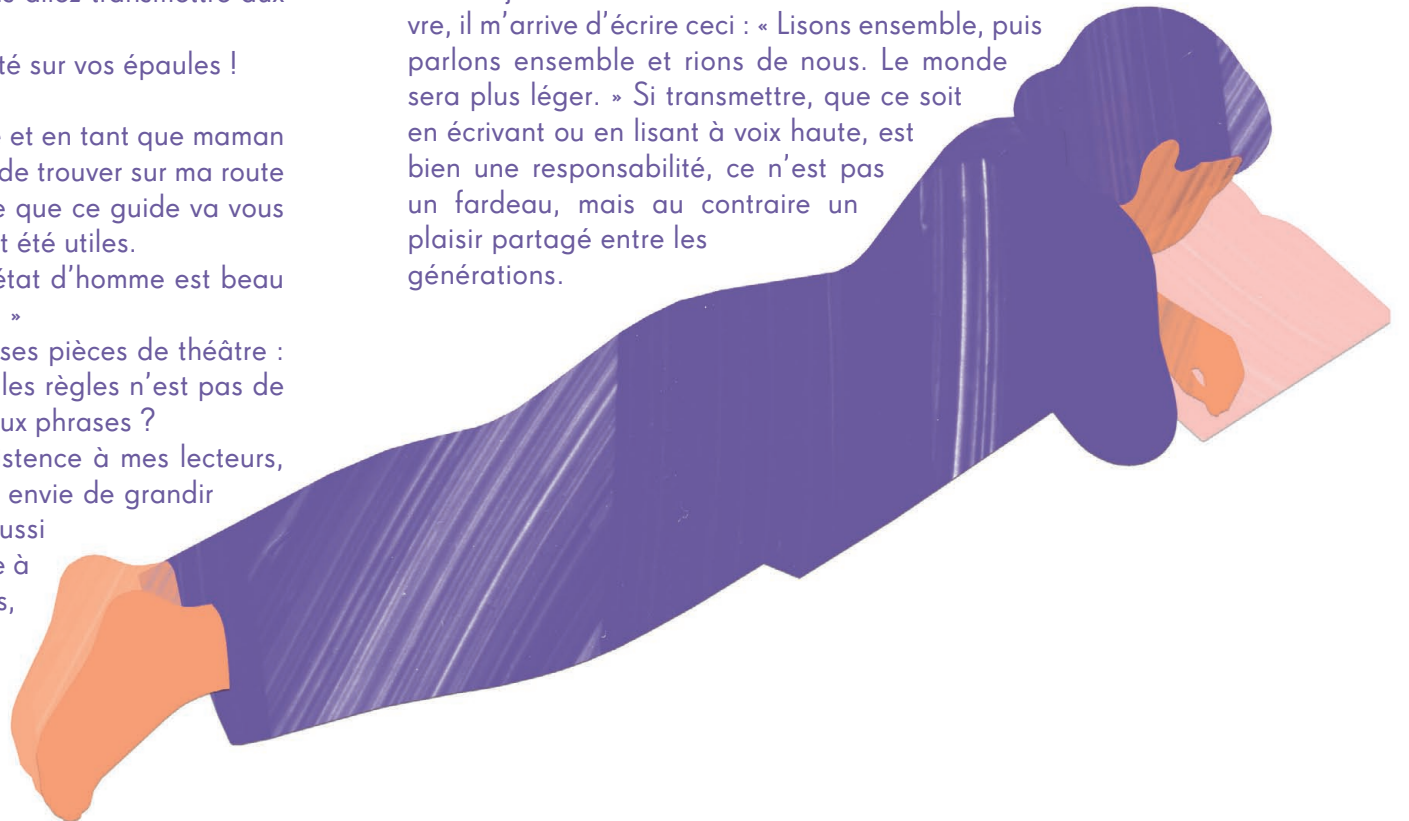 té sur vos épaules !
et en tant que maman
de trouver sur ma route
e que ce guide va vous
t été utiles.
état d’homme est beau
»
ses pièces de théâtre :
les règles n’est pas de
ux phrases ?
istence à mes lecteurs,
envie de grandir
ussi
e à
s,
vre, il m’arrive d’écrire ceci : « Lisons ensemble, puis
parlons ensemble et rions de nous. Le monde
sera plus léger. » Si transmettre, que ce soit
en écrivant ou en lisant à voix haute, est
bien une responsabilité, ce n’est pas
un fardeau, mais au contraire un
plaisir partagé entre les
générations.